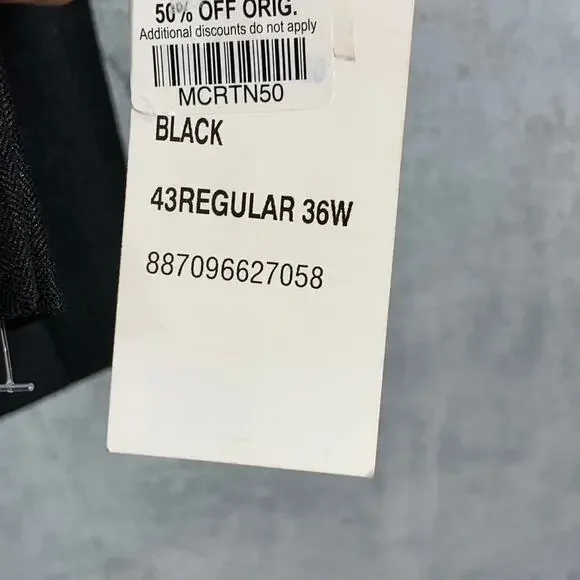 50% OFF ORIG.
Additional discounts do not apply
MCRTN50
BLACK
43REGULAR 36W
887096627058